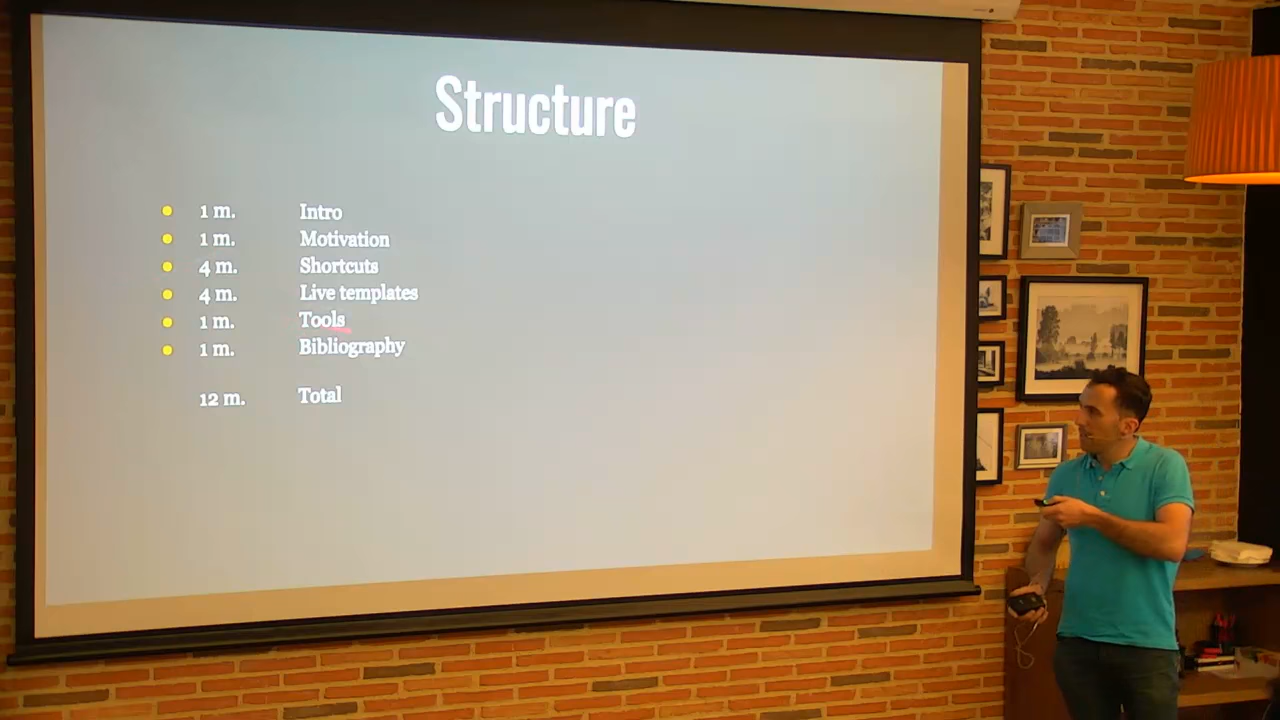 Structure
1 m. Intro
1 m. Motivation
4 m. Shortcuts
4 m. Live templates
1 m. Tools
1 m. Bibliography
12 m. Total